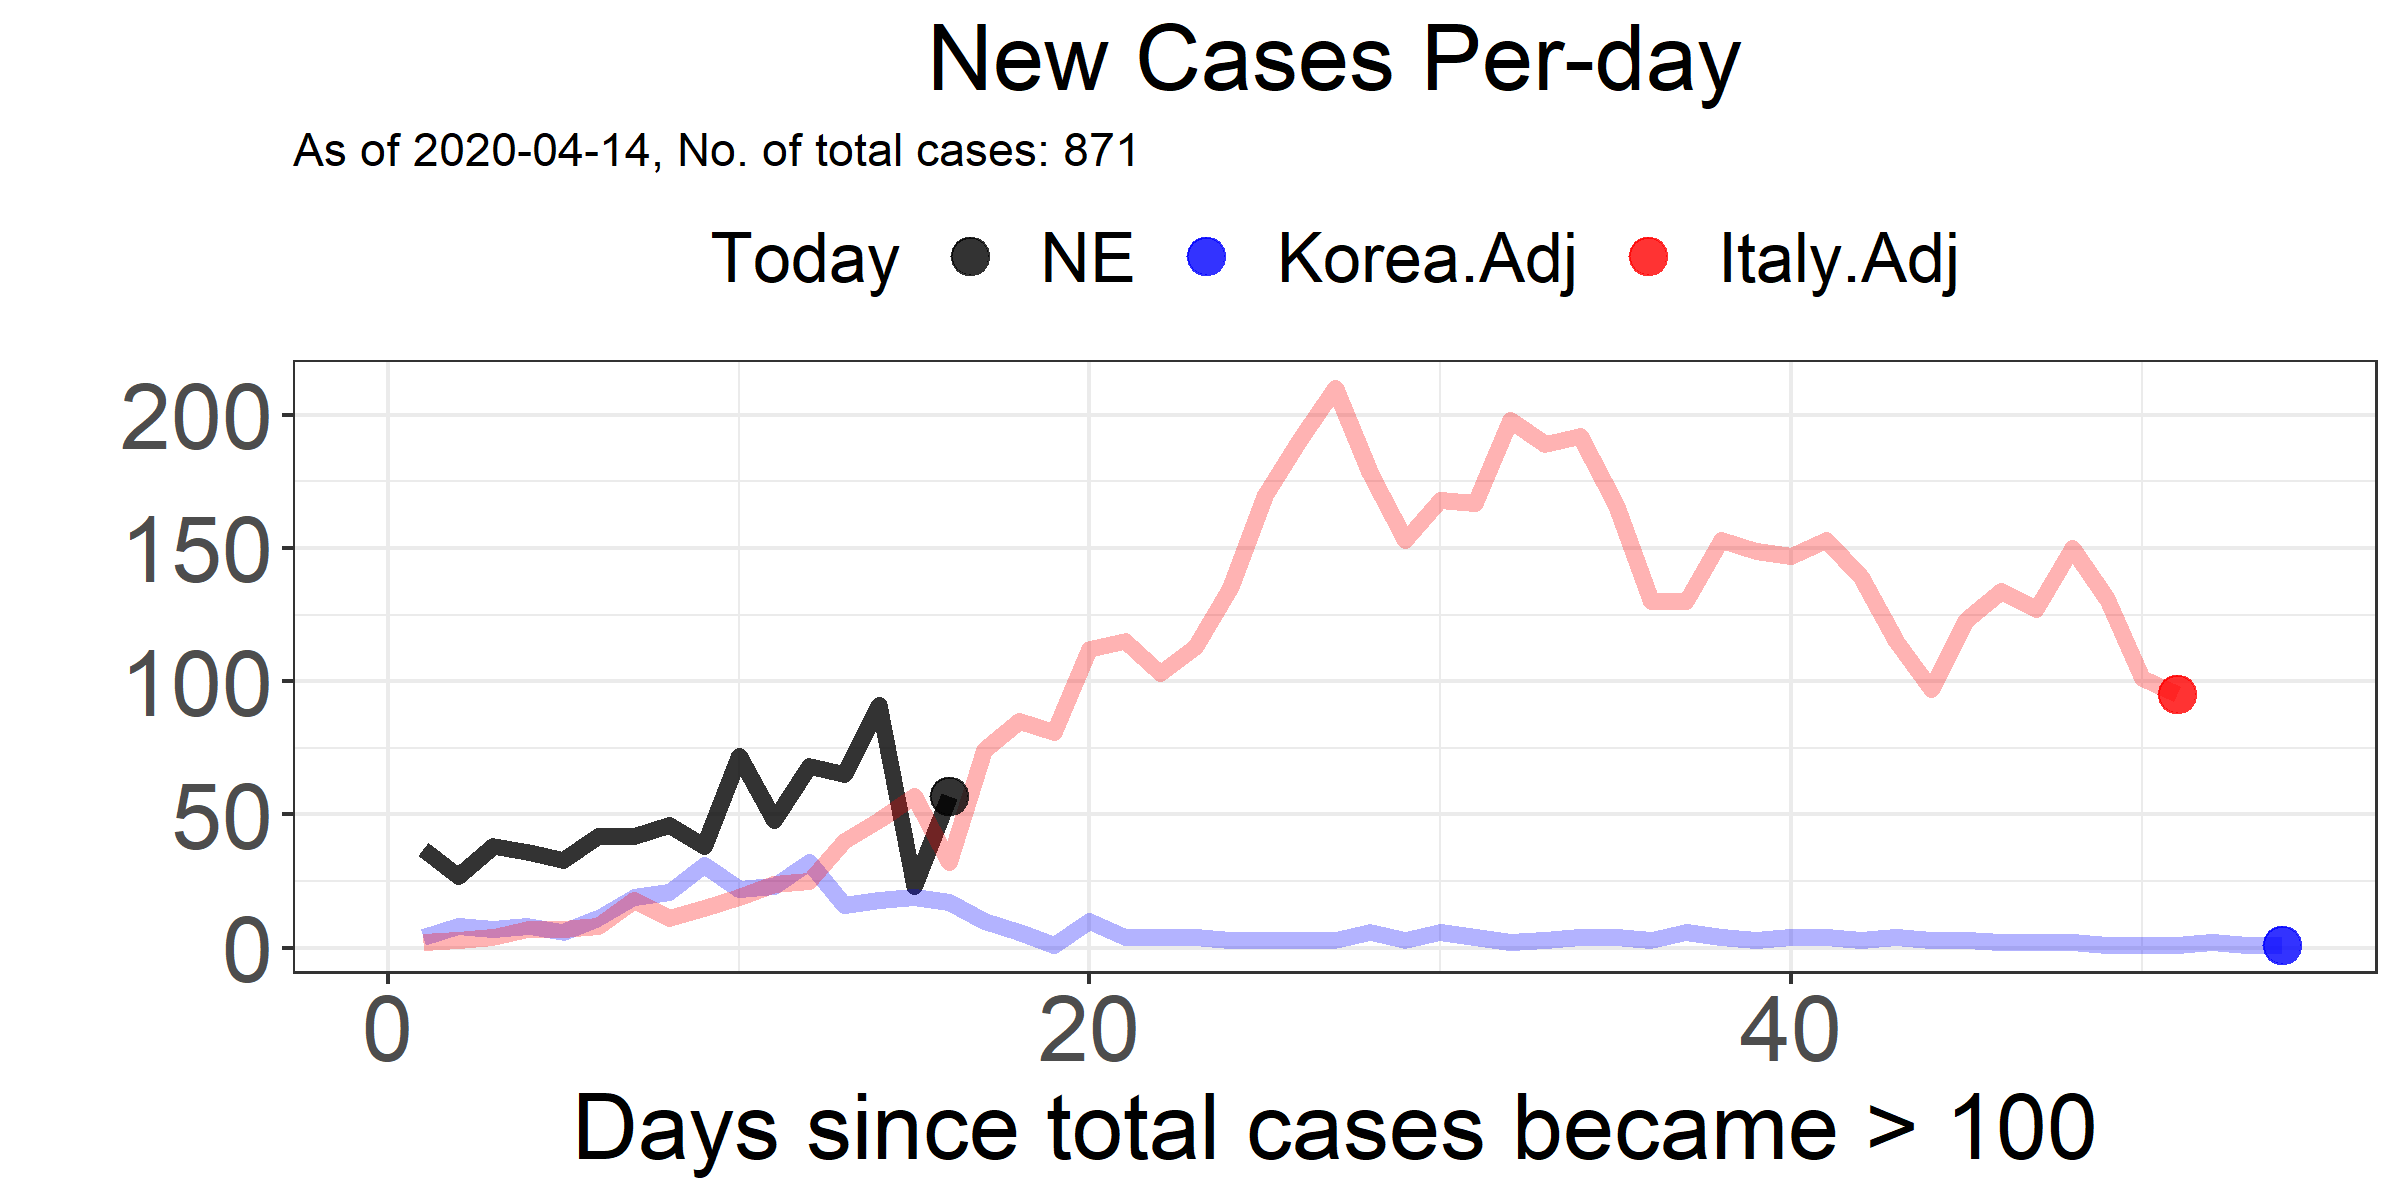 New Cases Per-day
As of 2020-04-14, No. of total cases: 871
Today NE Korea.Adj Italy.Adj
200
150
100
50
0
0 20 40
Days since total cases became > 100